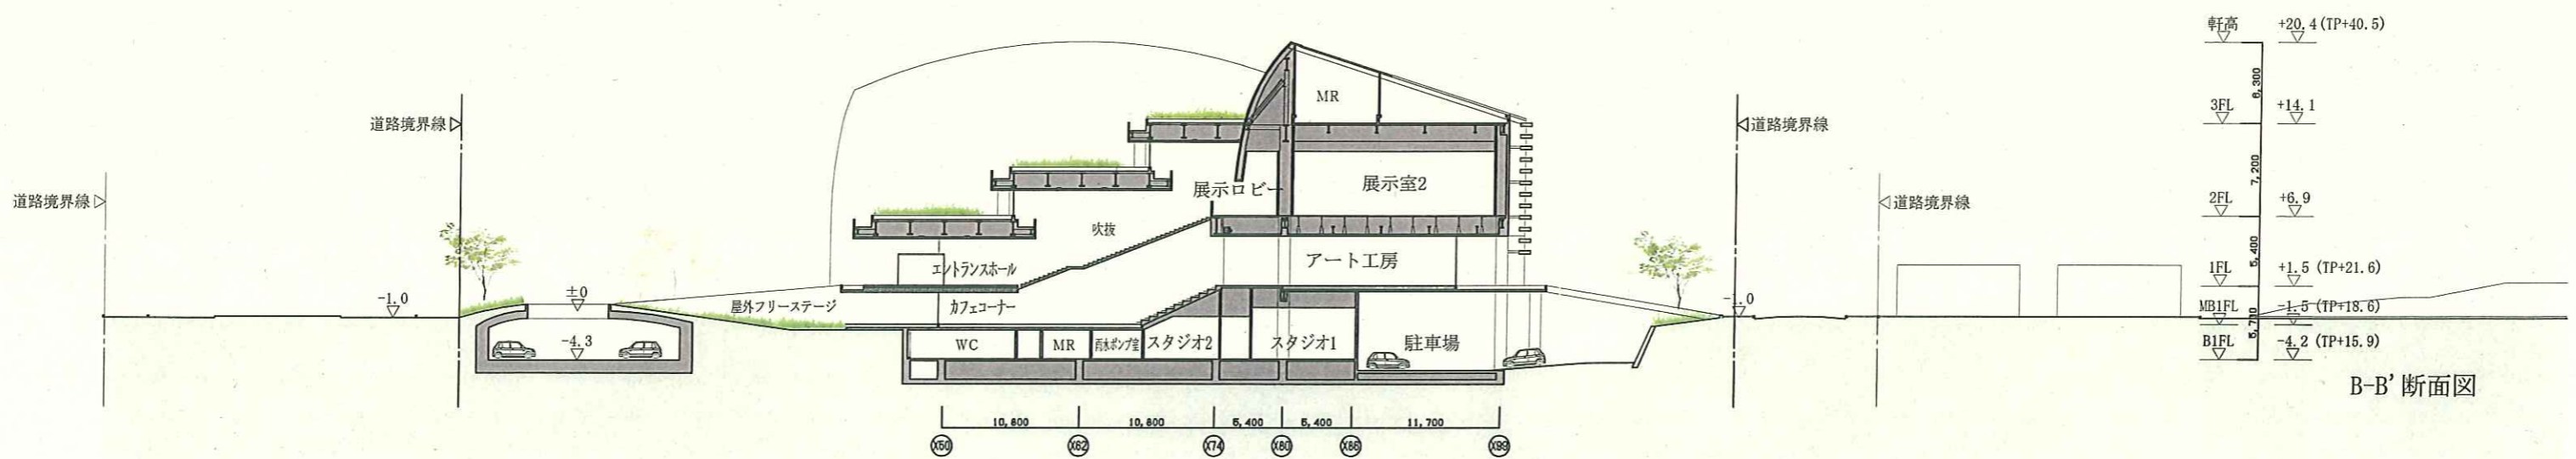 軒高 +20.4(TP+40.5)
6,300
3FL +14.1
7,200
2FL +6.9
5,400
1FL +1.5(TP+21.6)
MB1FL -1.5(TP+18.6)
B1FL -4.2(TP+15.9)
道路境界線
道路境界線
道路境界線
道路境界線
MR
展示ロビー
展示室2
吹抜
アート工房
エントランスホール
-1.0
±0
屋外フリーステージ
カフェコーナー
-1.0
-4.3
WC
MR
雨水ポンプ室
スタジオ2
スタジオ1
駐車場
B-B'断面図
10,800
10,800
5,400
5,400
11,700
X50
X62
X74
X80
X86
X99